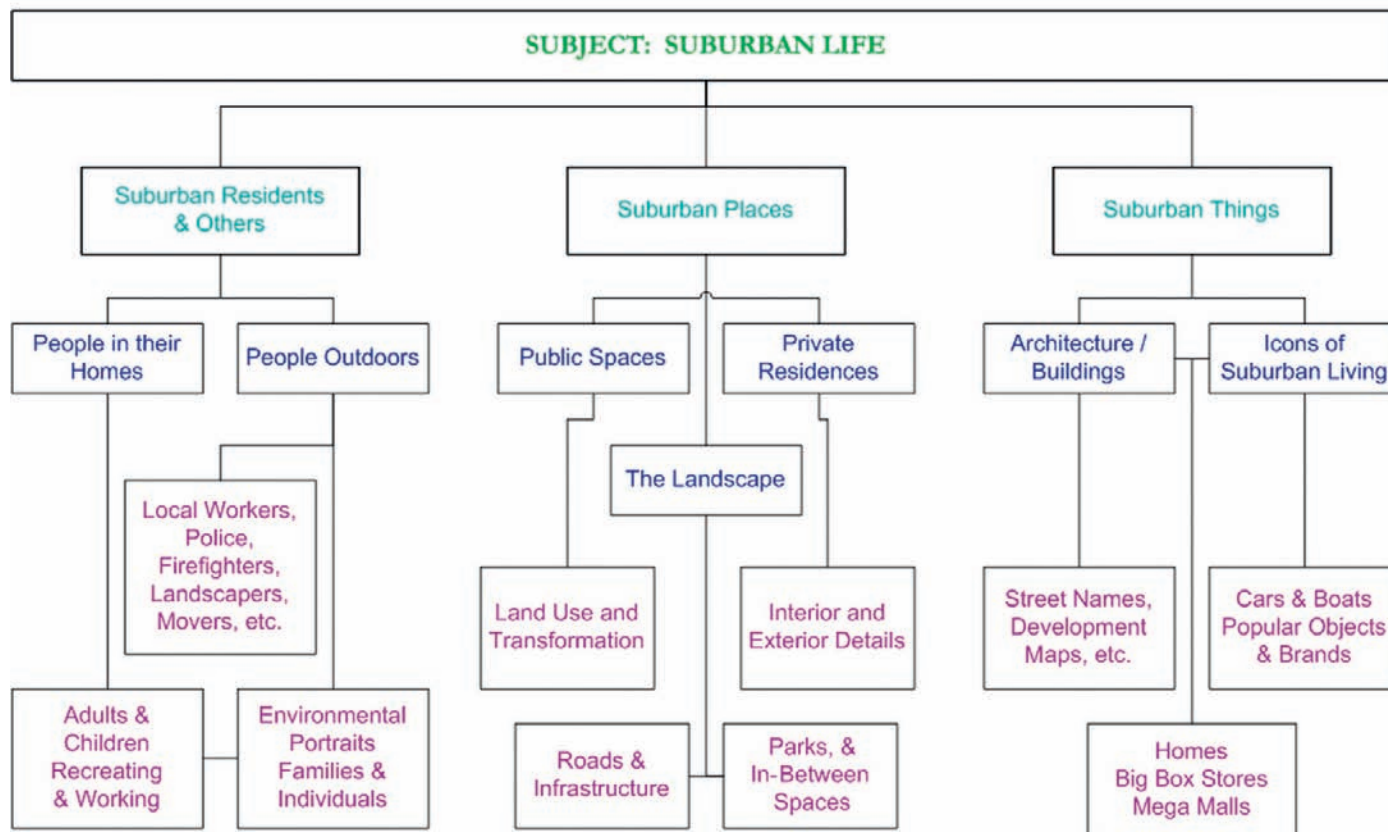 SUBJECT: SUBURBAN LIFE
Suburban Residents
& Others
Suburban Places
Suburban Things
People in their
Homes
People Outdoors
Public Spaces
Private
Residences
Architecture /
Buildings
Icons of
Suburban Living
The Landscape
Local Workers,
Police,
Firefighters,
Landscapers,
Movers, etc.
Land Use and
Transformation
Interior and
Exterior Details
Street Names,
Development
Maps, etc.
Cars & Boats
Popular Objects
& Brands
Adults &
Children
Recreating
& Working
Environmental
Portraits
Families &
Individuals
Roads &
Infrastructure
Parks, &
In-Between
Spaces
Homes
Big Box Stores
Mega Malls